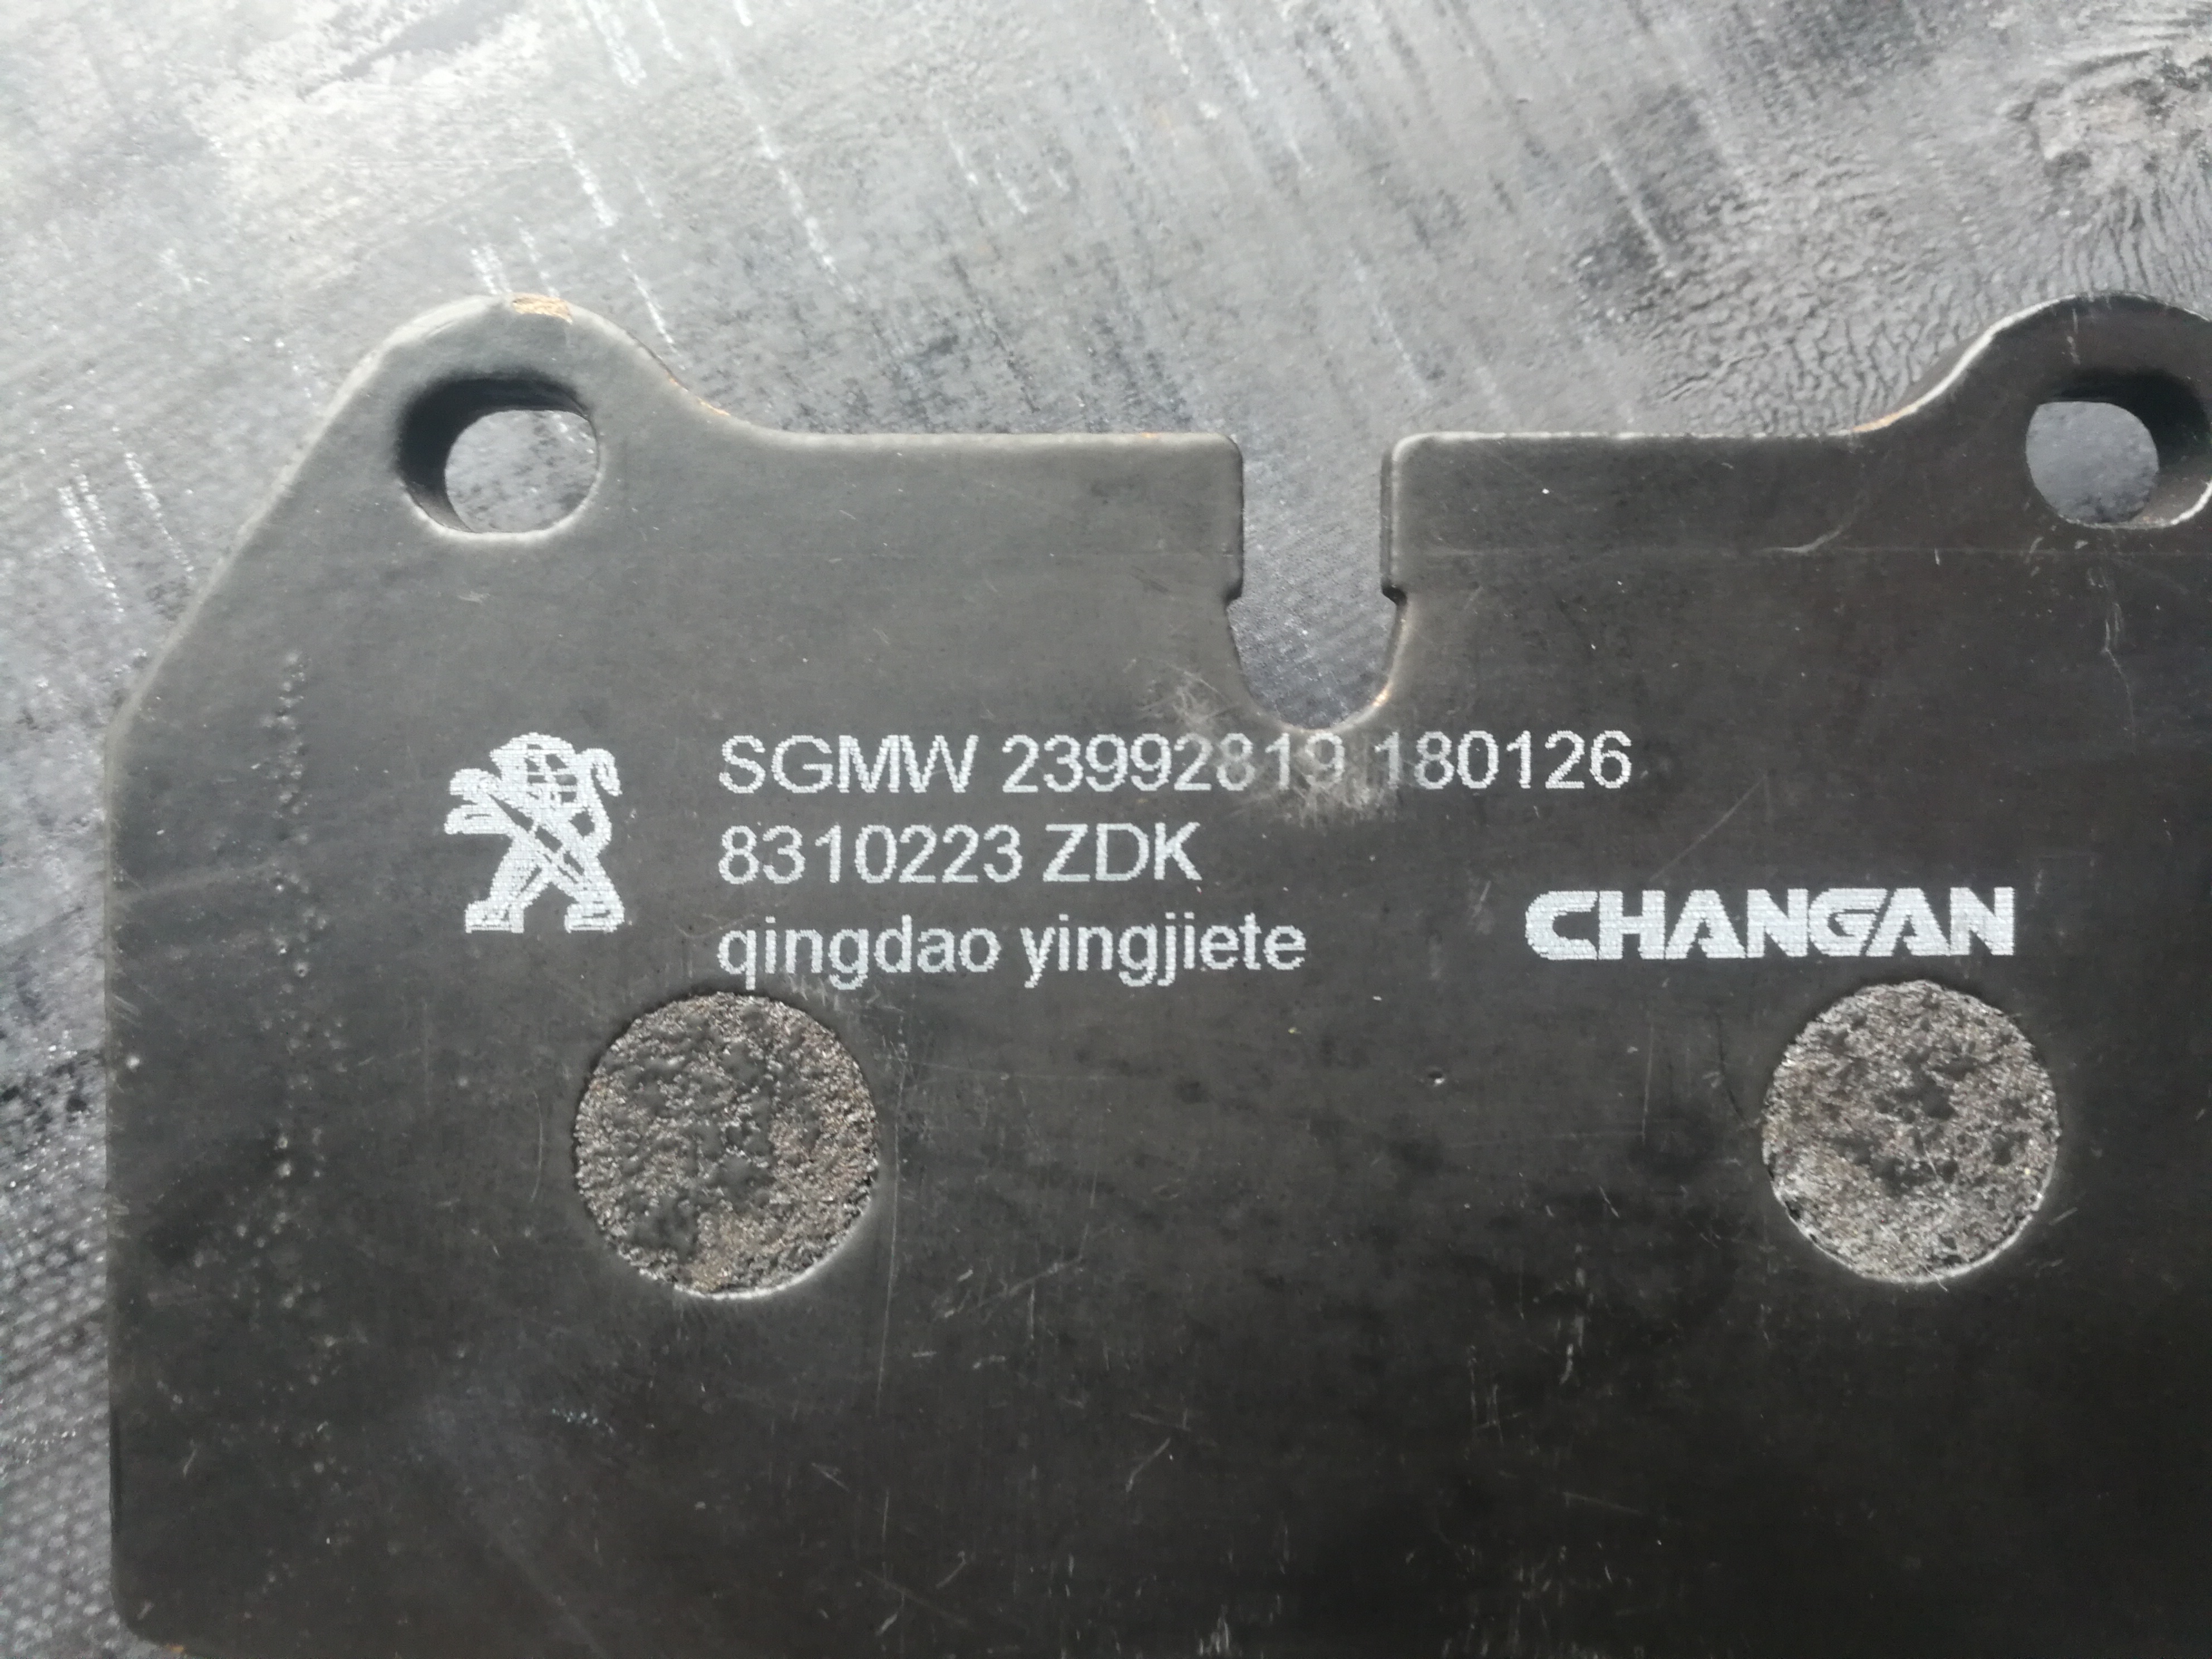 SGMW 23992819 180126
8310223 ZDK
qingdao yingjiete
CHANGAN